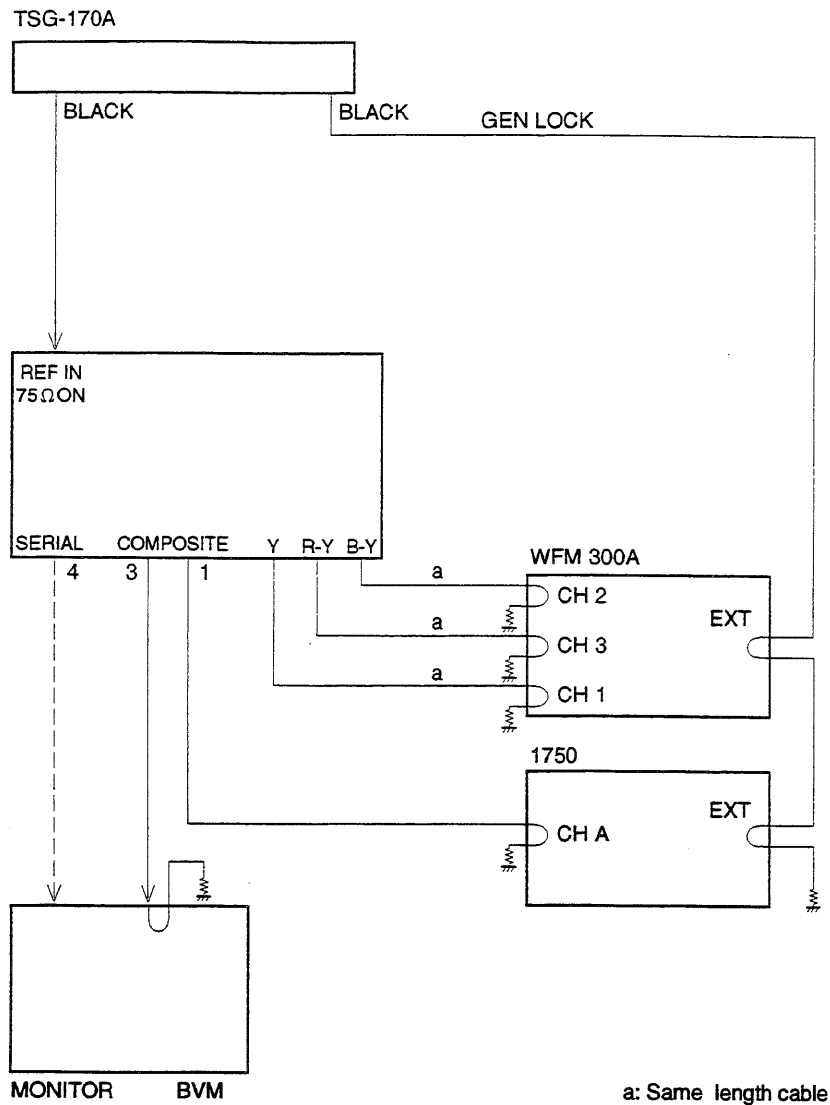 TSG-170A
BLACK
BLACK
GEN LOCK
REF IN
75Ω ON
SERIAL
COMPOSITE
Y
R-Y
B-Y
4
3
1
a
a
a
WFM 300A
CH 2
CH 3
CH 1
EXT
1750
CH A
EXT
MONITOR
BVM
a: Same length cable